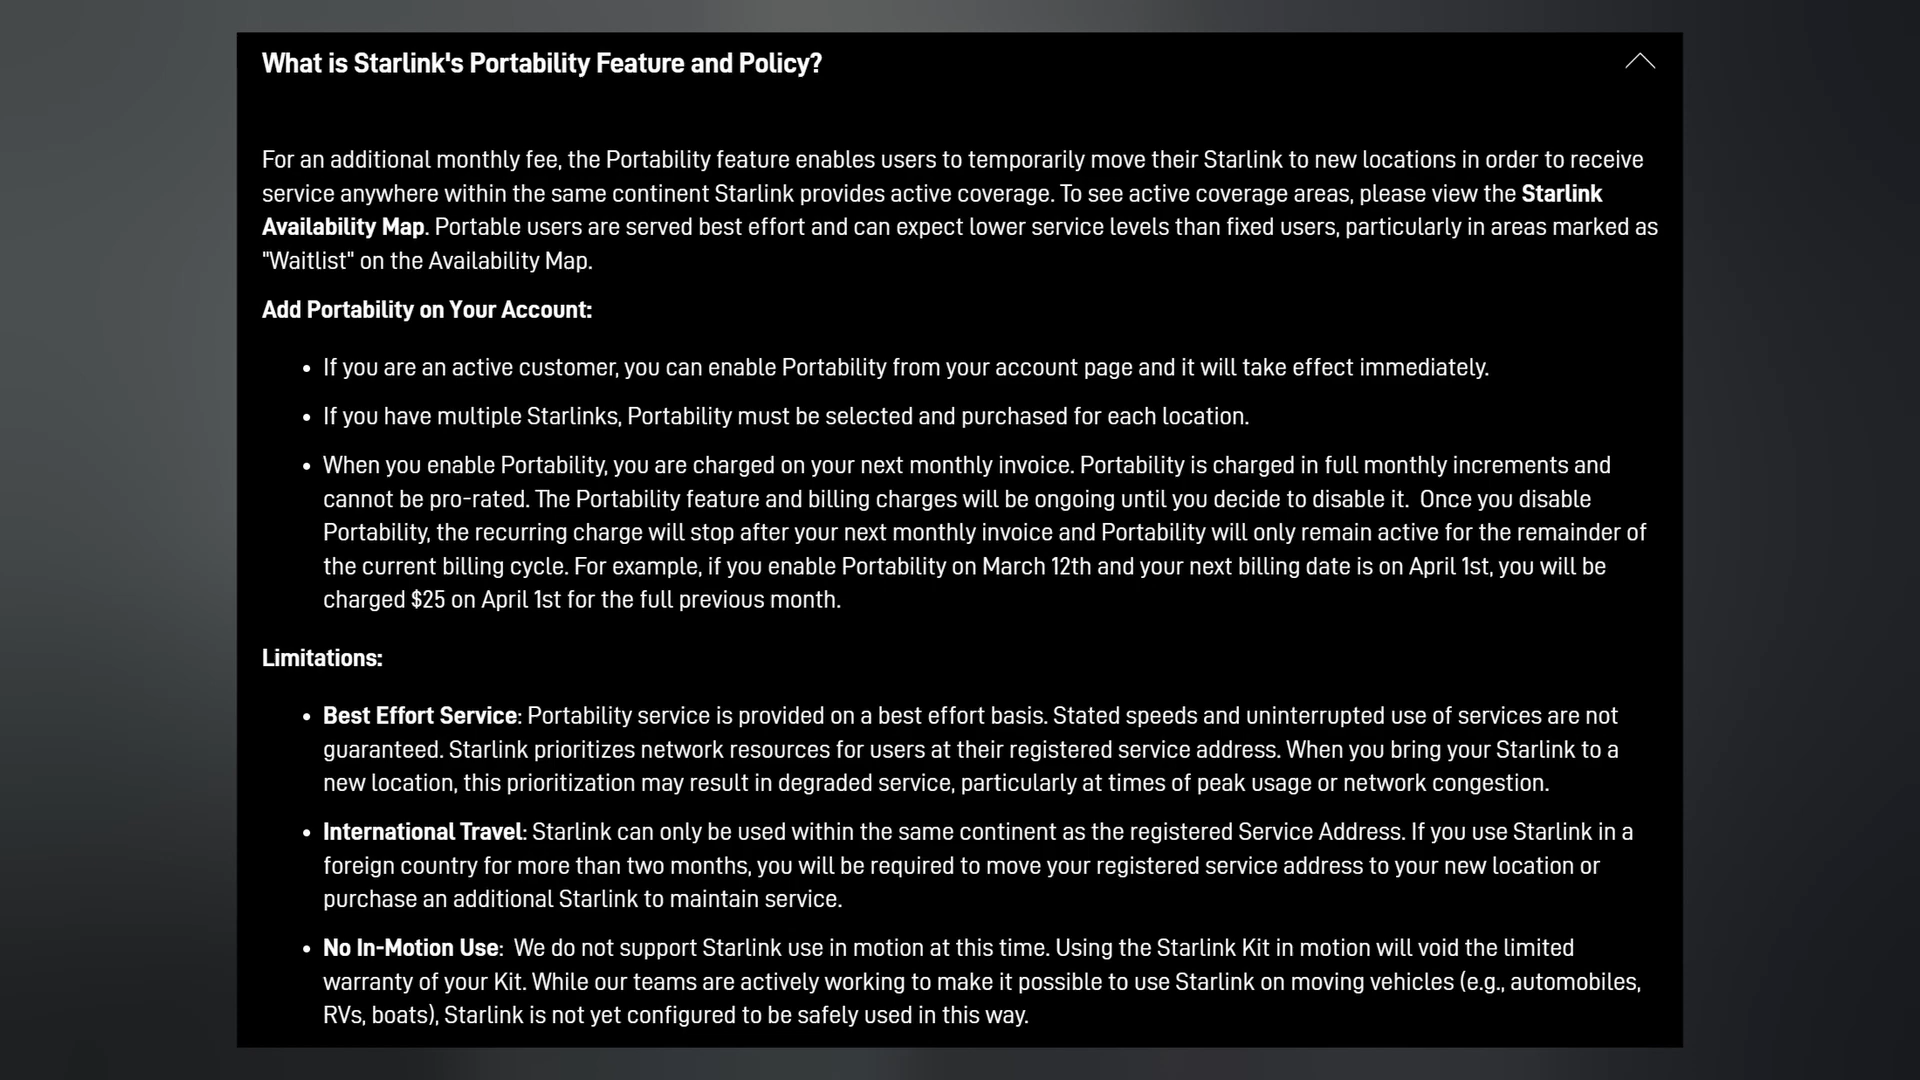 What is Starlink's Portability Feature and Policy?
For an additional monthly fee, the Portability feature enables users to temporarily move their Starlink to new locations in order to receive
service anywhere within the same continent Starlink provides active coverage. To see active coverage areas, please view the Starlink
Availability Map. Portable users are served best effort and can expect lower service levels than fixed users, particularly in areas marked as
"Waitlist" on the Availability Map.
Add Portability on Your Account:
• If you are an active customer, you can enable Portability from your account page and it will take effect immediately.
• If you have multiple Starlinks, Portability must be selected and purchased for each location.
• When you enable Portability, you are charged on your next monthly invoice. Portability is charged in full monthly increments and
cannot be pro-rated. The Portability feature and billing charges will be ongoing until you decide to disable it.  Once you disable
Portability, the recurring charge will stop after your next monthly invoice and Portability will only remain active for the remainder of
the current billing cycle. For example, if you enable Portability on March 12th and your next billing date is on April 1st, you will be
charged $25 on April 1st for the full previous month.
Limitations:
• Best Effort Service: Portability service is provided on a best effort basis. Stated speeds and uninterrupted use of services are not
guaranteed. Starlink prioritizes network resources for users at their registered service address. When you bring your Starlink to a
new location, this prioritization may result in degraded service, particularly at times of peak usage or network congestion.
• International Travel: Starlink can only be used within the same continent as the registered Service Address. If you use Starlink in a
foreign country for more than two months, you will be required to move your registered service address to your new location or
purchase an additional Starlink to maintain service.
• No In-Motion Use:  We do not support Starlink use in motion at this time. Using the Starlink Kit in motion will void the limited
warranty of your Kit. While our teams are actively working to make it possible to use Starlink on moving vehicles (e.g., automobiles,
RVs, boats), Starlink is not yet configured to be safely used in this way.